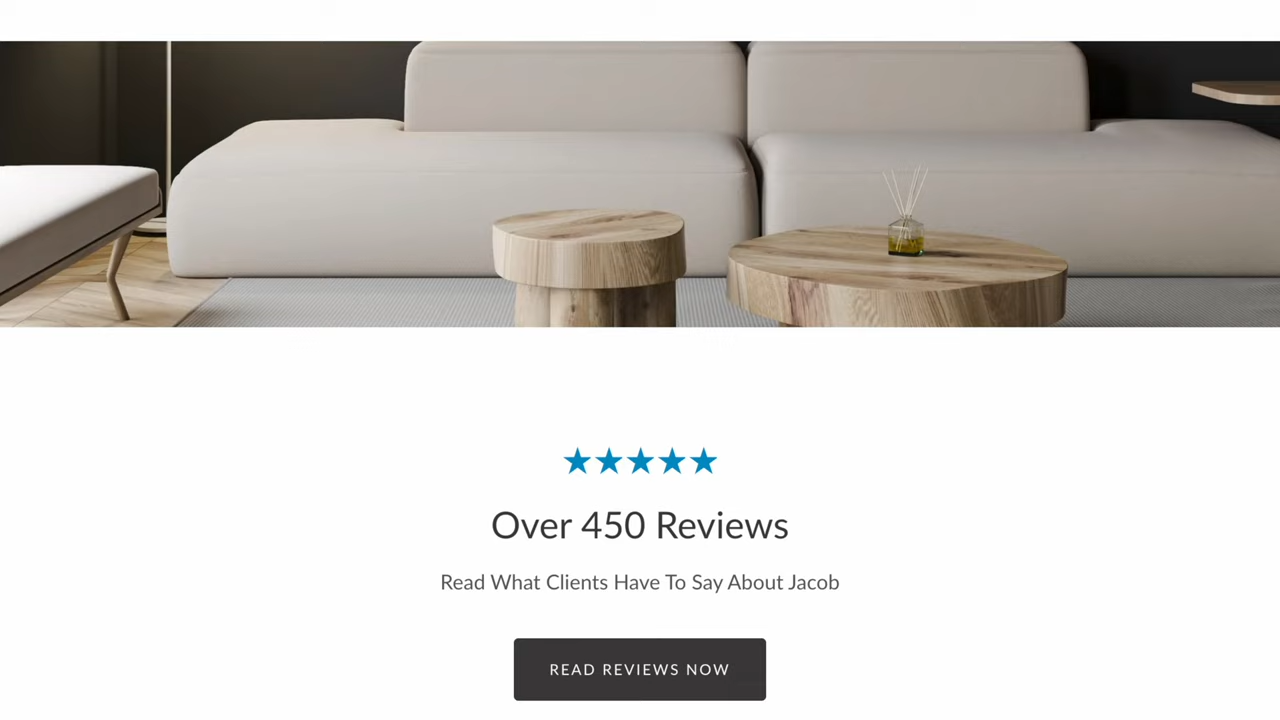 ★★★★★
Over 450 Reviews
Read What Clients Have To Say About Jacob
READ REVIEWS NOW